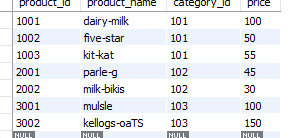 product_id product_name category_id price
1001 dairy-milk 101 100
1002 five-star 101 50
1003 kit-kat 101 55
2001 parle-g 102 45
2002 milk-bikis 102 30
3001 mulsle 103 100
3002 kellogs-oaTS 103 150
NULL NULL NULL NULL